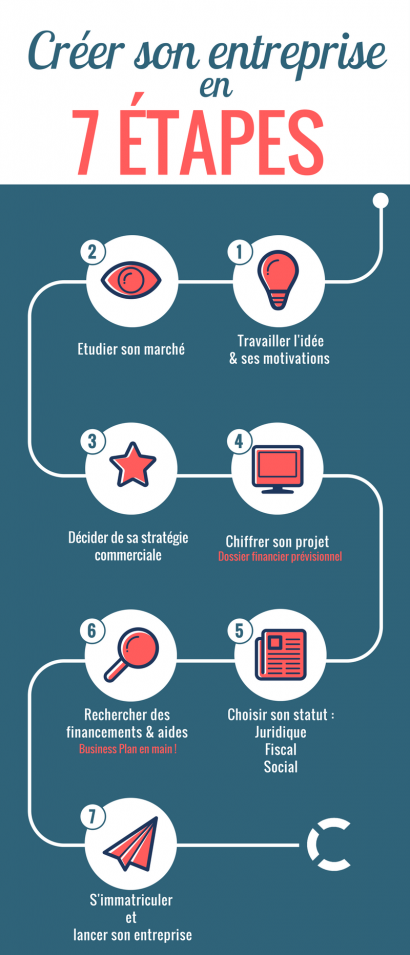 Créer son entreprise
en
7 ÉTAPES
1
Travailler l'idée
& ses motivations
2
Etudier son marché
3
Décider de sa stratégie
commerciale
4
Chiffrer son projet
Dossier financier prévisionnel
5
Choisir son statut :
Juridique
Fiscal
Social
6
Rechercher des
financements & aides
Business Plan en main !
7
S'immatriculer
et
lancer son entreprise